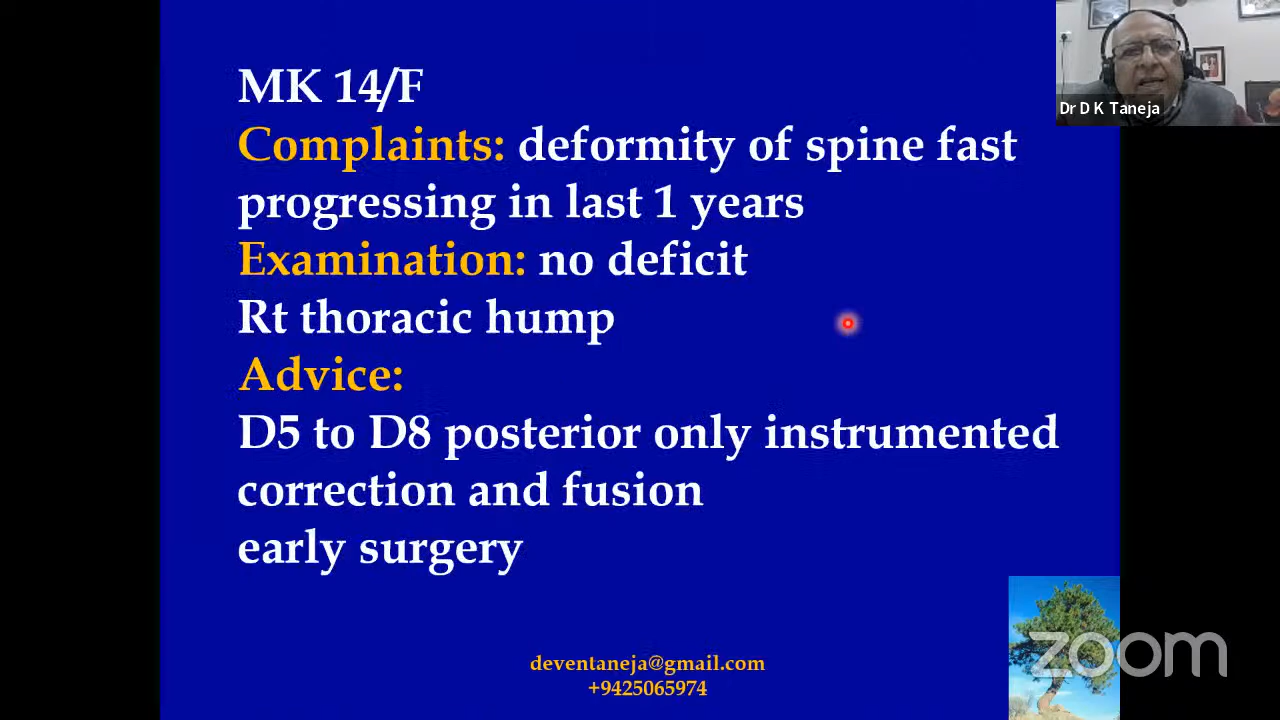 MK 14/F
Complaints: deformity of spine fast
progressing in last 1 years
Examination: no deficit
Rt thoracic hump
Advice:
D5 to D8 posterior only instrumented
correction and fusion
early surgery
deventaneja@gmail.com
+9425065974
Dr D K Taneja
zoom